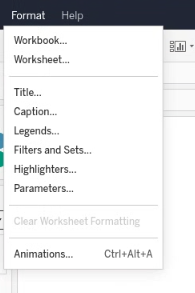 Format Help
Workbook...
Worksheet...
Title...
Caption...
Legends...
Filters and Sets...
Highlighters...
Parameters...
Clear Worksheet Formatting
Animations... Ctrl+Alt+A